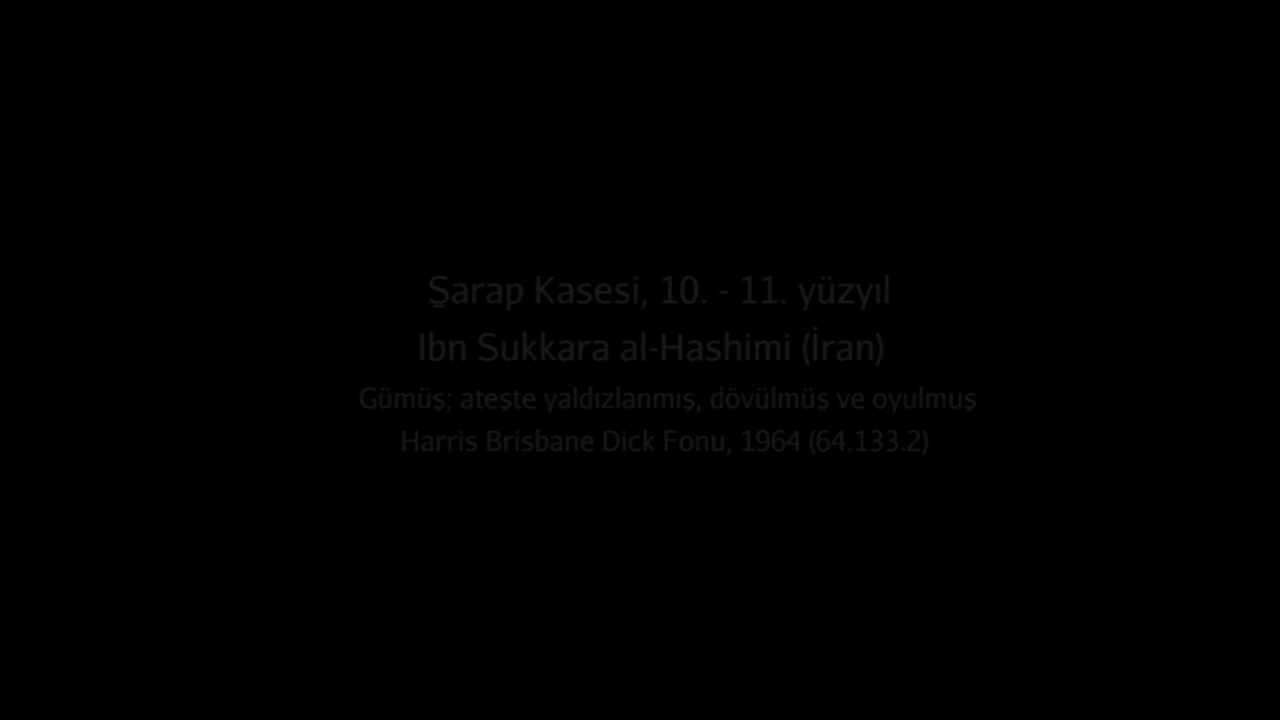 Şarap Kasesi, 10. - 11. yüzyıl
Ibn Sukkara al-Hashimi (İran)
Gümüş; ateşte yaldızlanmış, dövülmüş ve oyulmuş
Harris Brisbane Dick Fonu, 1964 (64.133.2)